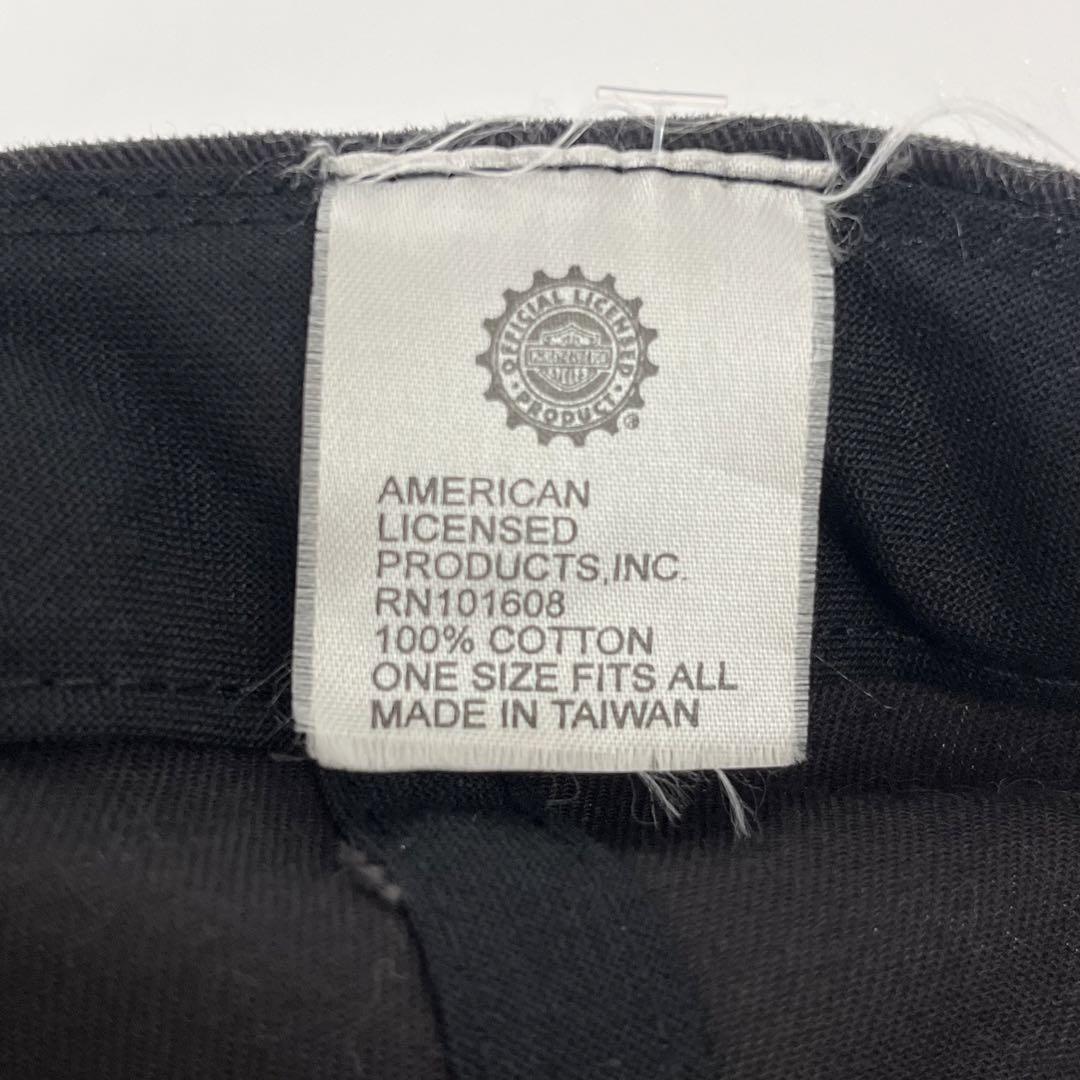 OFFICIAL LICENSED
PRODUCT
AMERICAN
LICENSED
PRODUCTS,INC.
RN101608
100% COTTON
ONE SIZE FITS ALL
MADE IN TAIWAN